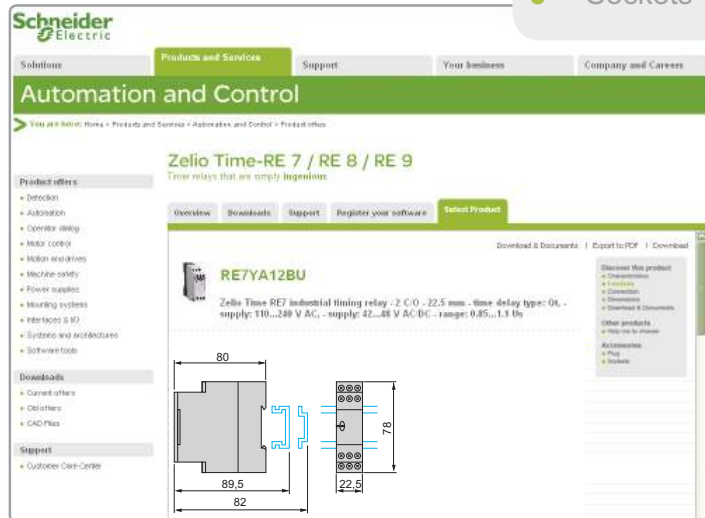 Sockets
Schneider
Electric
Solutions
Products and Services
Support
Your business
Company and Careers
Automation and Control
You are here: Home > Products and Services > Automation and Control > Product offers
Zelio Time-RE 7 / RE 8 / RE 9
Timer relays that are simply ingenious
Product offers
Detection
Automation
Operator dialog
Motor control
Motion and drives
Machine safety
Power supplies
Mounting systems
Interfaces & I/O
Systems and architectures
Software tools
Downloads
Current offers
Old offers
CAD Files
Support
Customer Care Center
Overview
Downloads
Support
Register your software
Select Product
Download & Documents | Export to PDF | Download
RE7YA12BU
Zelio Time RE7 industrial timing relay - 2 C/O - 22.5 mm - time delay type: Qt, -
supply: 110...240 V AC, - supply: 42...48 V AC/DC - range: 0.85...1.1 Us
Discover this product
Characteristics
Functions
Connection
Dimensions
Download & Documents
Other products
Help me to choose
Accessories
Plug
Sockets
80
78
89,5
22,5
82